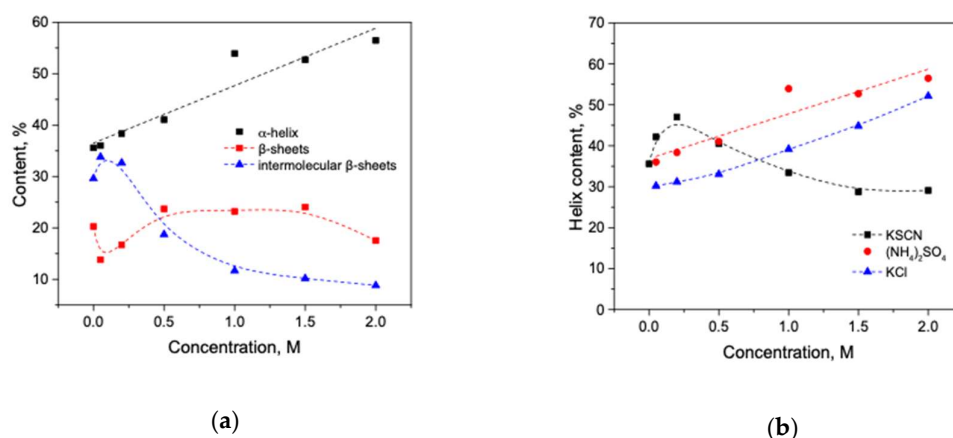 60
50
40
30
20
10
Content, %
α-helix
β-sheets
intermolecular β-sheets
0.0 0.5 1.0 1.5 2.0
Concentration, M
(a)
70
60
50
40
30
20
10
0
Helix content, %
KSCN
(NH₄)₂SO₄
KCl
0.0 0.5 1.0 1.5 2.0
Concentration, M
(b)